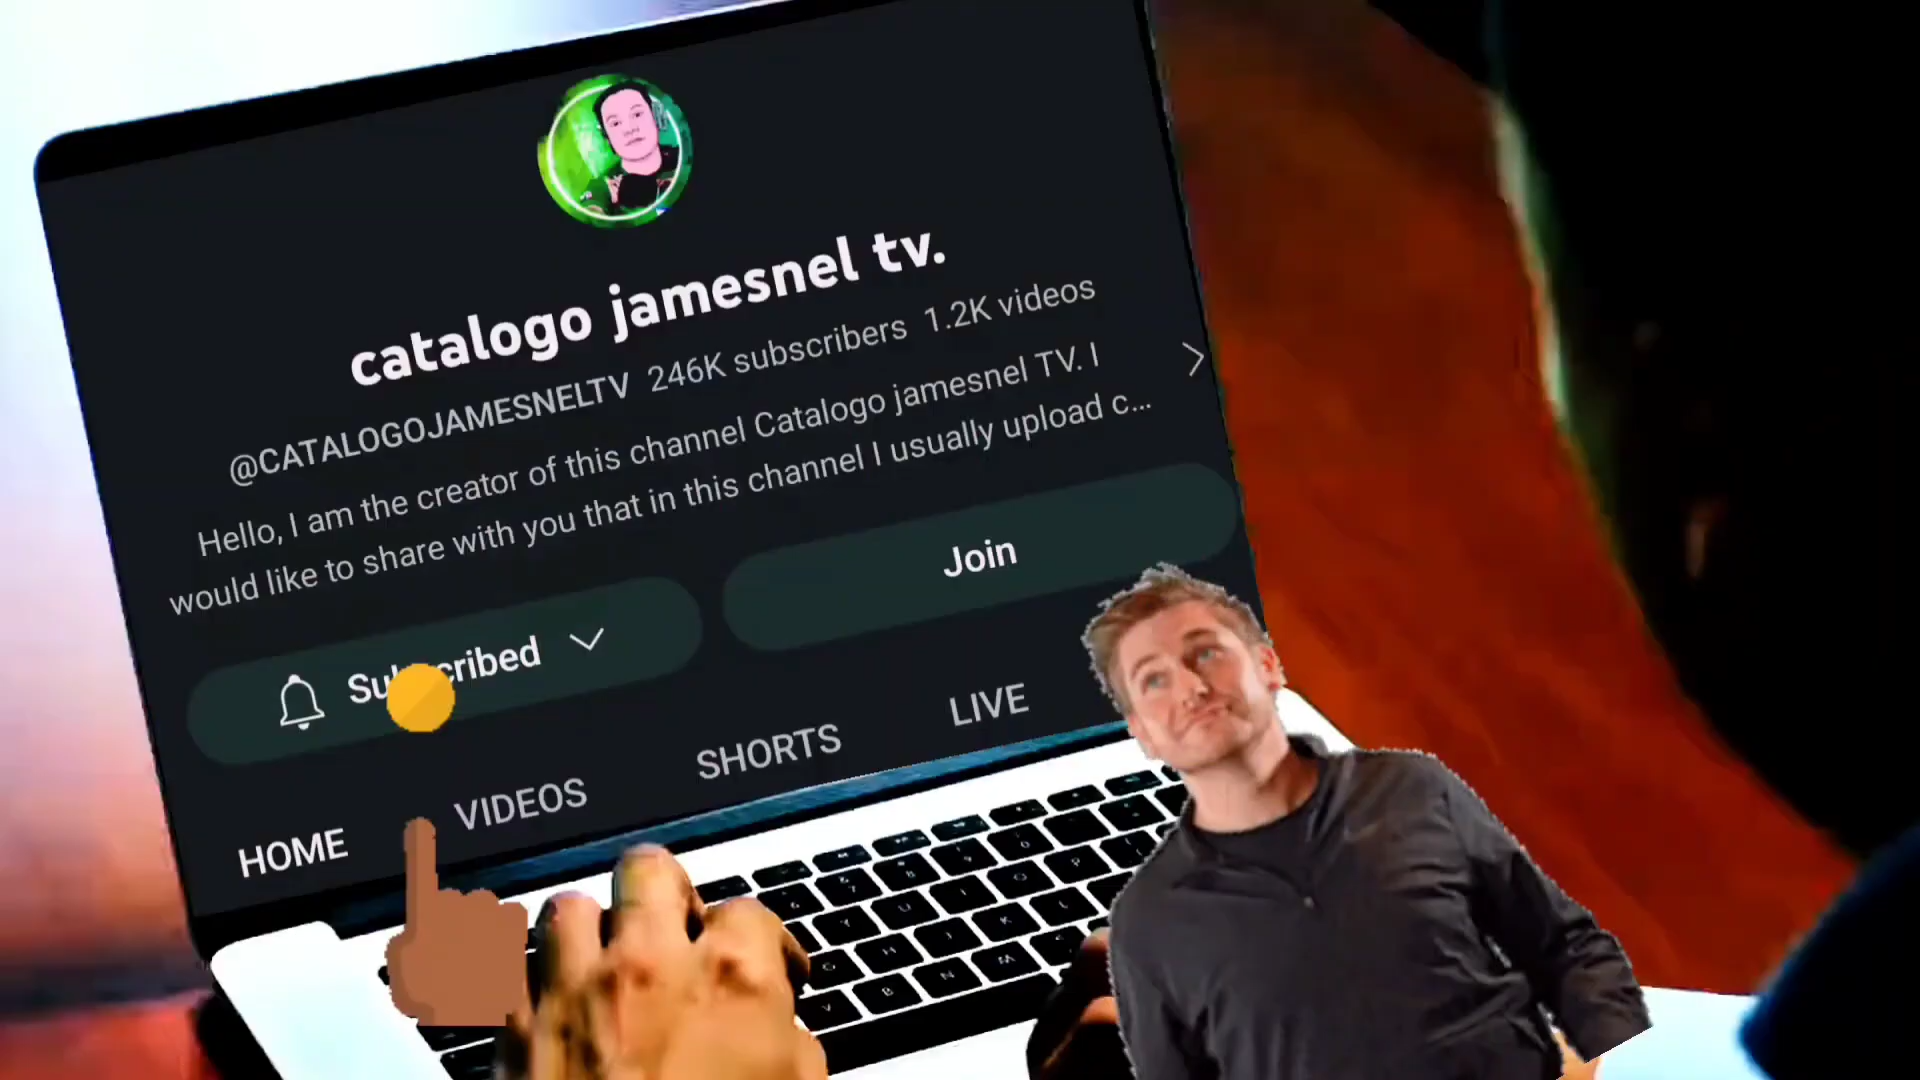 catalogo jamesnel tv.
@CATALOGOJAMESNELTV 246K subscribers 1.2K videos
Hello, I am the creator of this channel Catalogo jamesnel TV. I
would like to share with you that in this channel I usually upload c...
Subscribed
Join
HOME VIDEOS SHORTS LIVE